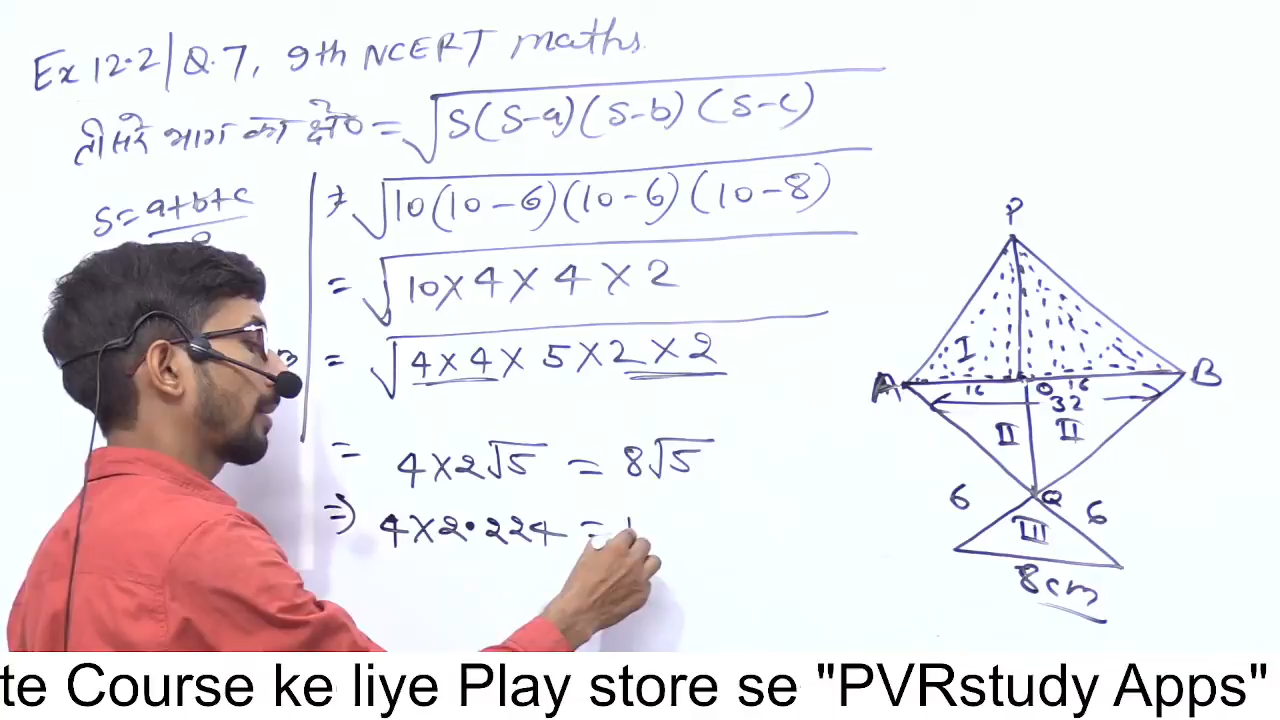 Ex 12.2 | Q.7, 9th NCERT maths.
तीसरे भाग का क्षे० = √S(S-a)(S-b)(S-c)
S = a+b+c
⇒ √10(10-6)(10-6)(10-8)
= √10×4×4×2
= √4×4×5×2×2
= 4×2√5 = 8√5
⇒ 4×2.224 =
P
I
A
B
16 O 16
32
II II
Q
6 6
III
8cm
te Course ke liye Play store se "PVRstudy Apps"